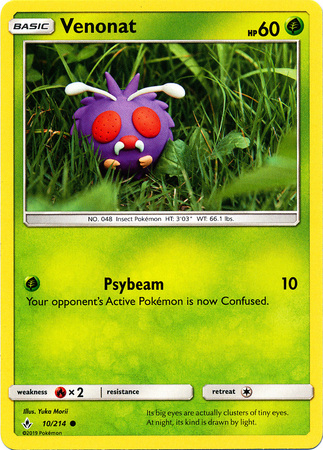 BASIC Venonat HP60
NO. 048 Insect Pokémon HT: 3'03" WT: 66.1 lbs.
Psybeam 10
Your opponent's Active Pokémon is now Confused.
weakness ×2 resistance retreat
Illus. Yuka Morii
10/214
©2019 Pokémon
Its big eyes are actually clusters of tiny eyes.
At night, its kind is drawn by light.